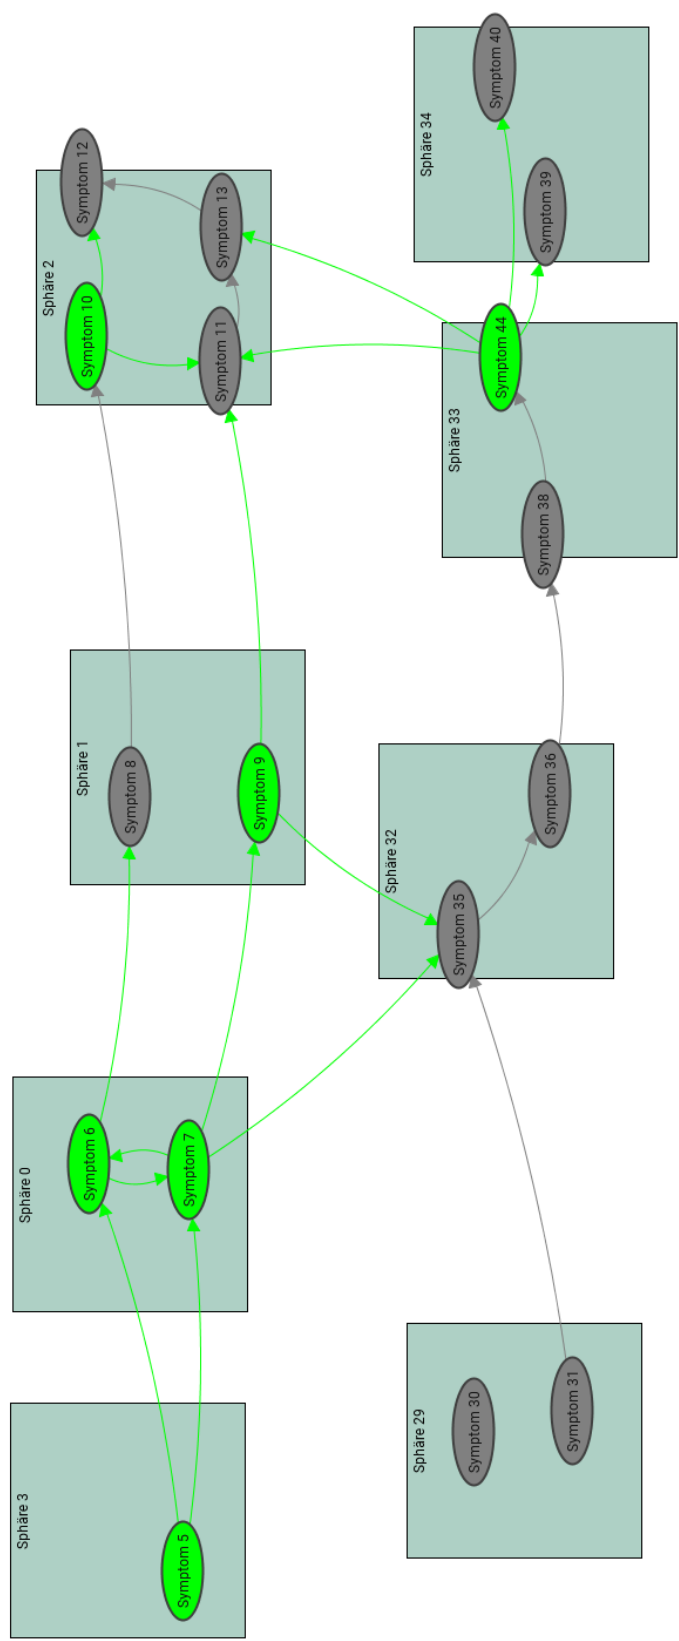 Sphäre 3
Symptom 5
Sphäre 0
Symptom 6
Symptom 7
Sphäre 1
Symptom 8
Symptom 9
Sphäre 2
Symptom 10
Symptom 12
Symptom 11
Symptom 13
Sphäre 29
Symptom 30
Symptom 31
Sphäre 32
Symptom 35
Symptom 36
Sphäre 33
Symptom 38
Symptom 44
Sphäre 34
Symptom 40
Symptom 39